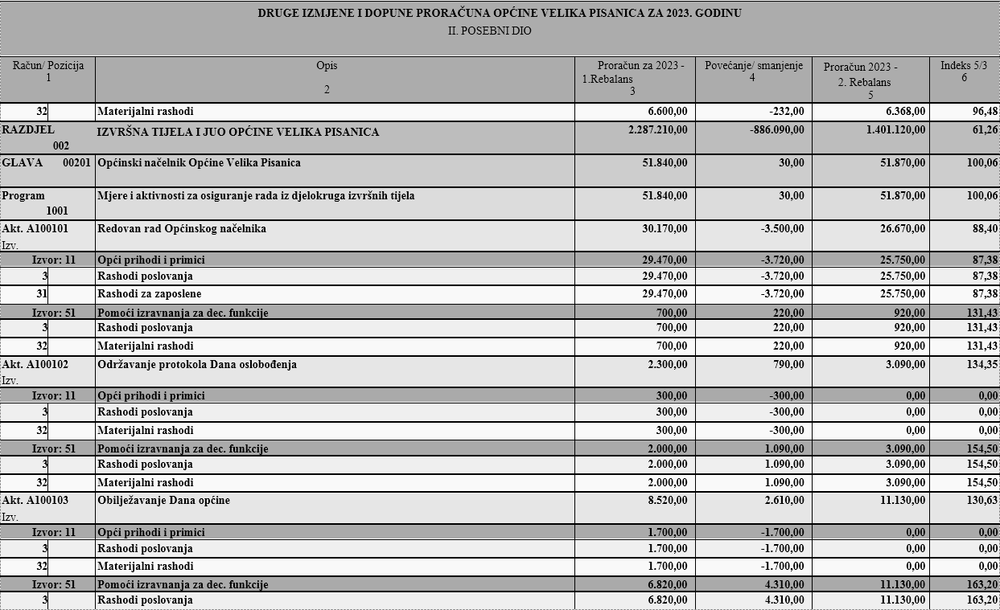 DRUGE IZMJENE I DOPUNE PRORAČUNA OPĆINE VELIKA PISANICA ZA 2023. GODINU
II. POSEBNI DIO
Račun/ Pozicija 1 Opis 2 Proračun za 2023 - 1.Rebalans 3 Povećanje/ smanjenje 4 Proračun 2023 - 2. Rebalans 5 Indeks 5/3 6
32 Materijalni rashodi 6.600,00 -232,00 6.368,00 96,48
RAZDJEL 002 IZVRŠNA TIJELA I JUO OPĆINE VELIKA PISANICA 2.287.210,00 -886.090,00 1.401.120,00 61,26
GLAVA 00201 Općinski načelnik Općine Velika Pisanica 51.840,00 30,00 51.870,00 100,06
Program 1001 Mjere i aktivnosti za osiguranje rada iz djelokruga izvršnih tijela 51.840,00 30,00 51.870,00 100,06
Akt. A100101 Redovan rad Općinskog načelnika 30.170,00 -3.500,00 26.670,00 88,40
Izv.
Izvor: 11 Opći prihodi i primici 29.470,00 -3.720,00 25.750,00 87,38
3 Rashodi poslovanja 29.470,00 -3.720,00 25.750,00 87,38
31 Rashodi za zaposlene 29.470,00 -3.720,00 25.750,00 87,38
Izvor: 51 Pomoći izravnanja za dec. funkcije 700,00 220,00 920,00 131,43
3 Rashodi poslovanja 700,00 220,00 920,00 131,43
32 Materijalni rashodi 700,00 220,00 920,00 131,43
Akt. A100102 Održavanje protokola Dana oslobođenja 2.300,00 790,00 3.090,00 134,35
Izv.
Izvor: 11 Opći prihodi i primici 300,00 -300,00 0,00 0,00
3 Rashodi poslovanja 300,00 -300,00 0,00 0,00
32 Materijalni rashodi 300,00 -300,00 0,00 0,00
Izvor: 51 Pomoći izravnanja za dec. funkcije 2.000,00 1.090,00 3.090,00 154,50
3 Rashodi poslovanja 2.000,00 1.090,00 3.090,00 154,50
32 Materijalni rashodi 2.000,00 1.090,00 3.090,00 154,50
Akt. A100103 Obilježavanje Dana općine 8.520,00 2.610,00 11.130,00 130,63
Izv.
Izvor: 11 Opći prihodi i primici 1.700,00 -1.700,00 0,00 0,00
3 Rashodi poslovanja 1.700,00 -1.700,00 0,00 0,00
32 Materijalni rashodi 1.700,00 -1.700,00 0,00 0,00
Izvor: 51 Pomoći izravnanja za dec. funkcije 6.820,00 4.310,00 11.130,00 163,20
3 Rashodi poslovanja 6.820,00 4.310,00 11.130,00 163,20